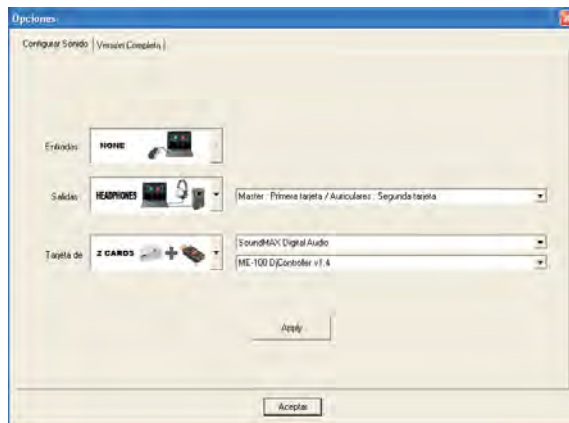 Opciones
Configurar Sonido | Versión Completa |
Entradas NONE
Salidas HEADPHONES Master : Primera tarjeta / Auriculares : Segunda tarjeta
Tarjeta de 2 CARDS SoundMAX Digital Audio
ME-100 DjController v1.4
Apply
Aceptar